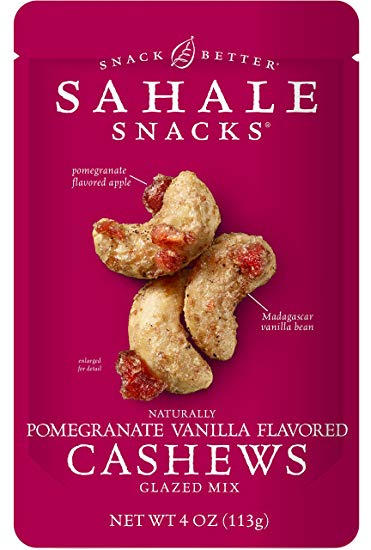 SNACK BETTER®
SAHALE
SNACKS®
pomegranate
flavored apple
Madagascar
vanilla bean
enlarged
for detail
NATURALLY
POMEGRANATE VANILLA FLAVORED
CASHEWS
GLAZED MIX
NET WT 4 OZ (113g)